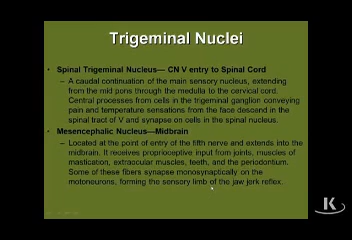 Trigeminal Nuclei
• Spinal Trigeminal Nucleus— CN V entry to Spinal Cord
– A caudal continuation of the main sensory nucleus, extending
from the mid pons through the medulla to the cervical cord.
Central processes from cells in the trigeminal ganglion conveying
pain and temperature sensations from the face descend in the
spinal tract of V and synapse on cells in the spinal nucleus.
• Mesencephalic Nucleus—Midbrain
– Located at the point of entry of the fifth nerve and extends into the
midbrain. It receives proprioceptive input from joints, muscles of
mastication, extraocular muscles, teeth, and the periodontium.
Some of these fibers synapse monosynaptically on the
motoneurons, forming the sensory limb of the jaw jerk reflex.
K